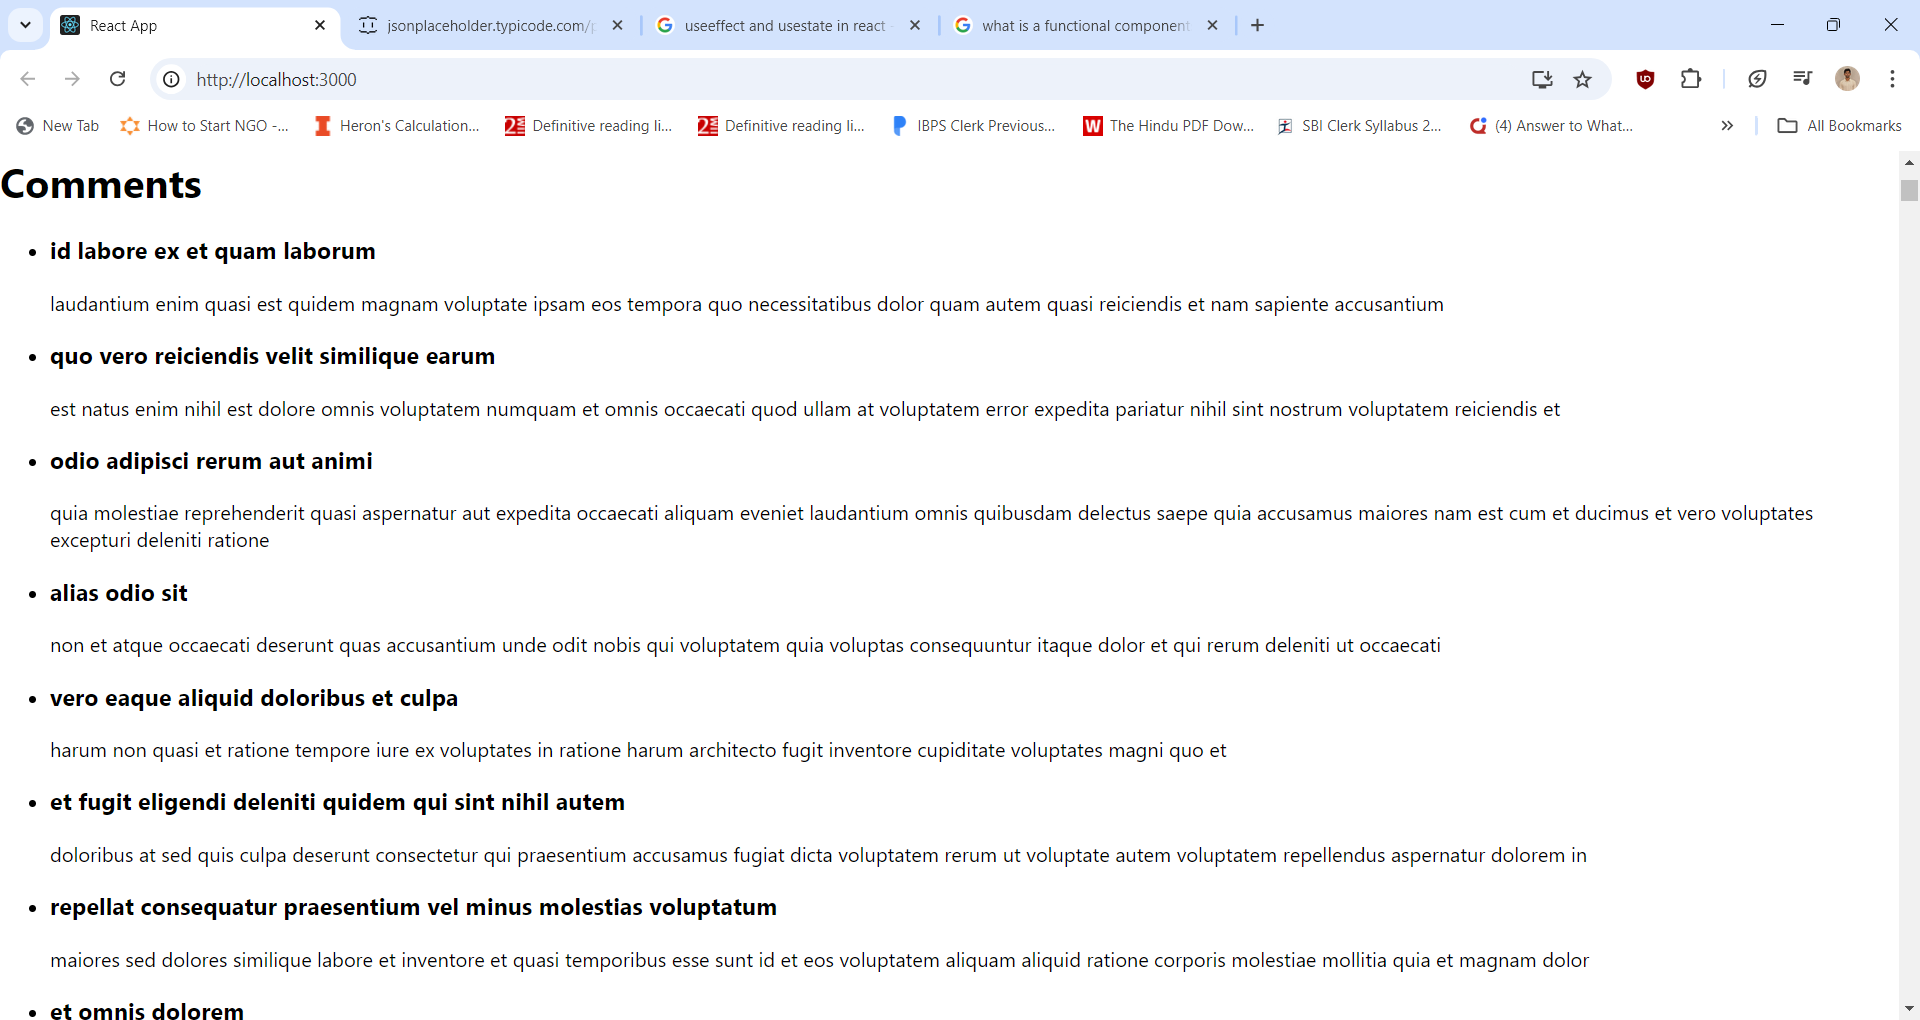 React App
jsonplaceholder.typicode.com/p
useeffect and usestate in react -
what is a functional component
http://localhost:3000
New Tab
How to Start NGO -...
Heron's Calculation...
Definitive reading li...
Definitive reading li...
IBPS Clerk Previous...
The Hindu PDF Dow...
SBI Clerk Syllabus 2...
(4) Answer to What...
All Bookmarks
Comments
id labore ex et quam laborum
laudantium enim quasi est quidem magnam voluptate ipsam eos tempora quo necessitatibus dolor quam autem quasi reiciendis et nam sapiente accusantium
quo vero reiciendis velit similique earum
est natus enim nihil est dolore omnis voluptatem numquam et omnis occaecati quod ullam at voluptatem error expedita pariatur nihil sint nostrum voluptatem reiciendis et
odio adipisci rerum aut animi
quia molestiae reprehenderit quasi aspernatur aut expedita occaecati aliquam eveniet laudantium omnis quibusdam delectus saepe quia accusamus maiores nam est cum et ducimus et vero voluptates
excepturi deleniti ratione
alias odio sit
non et atque occaecati deserunt quas accusantium unde odit nobis qui voluptatem quia voluptas consequuntur itaque dolor et qui rerum deleniti ut occaecati
vero eaque aliquid doloribus et culpa
harum non quasi et ratione tempore iure ex voluptates in ratione harum architecto fugit inventore cupiditate voluptates magni quo et
et fugit eligendi deleniti quidem qui sint nihil autem
doloribus at sed quis culpa deserunt consectetur qui praesentium accusamus fugiat dicta voluptatem rerum ut voluptate autem voluptatem repellendus aspernatur dolorem in
repellat consequatur praesentium vel minus molestias voluptatum
maiores sed dolores similique labore et inventore et quasi temporibus esse sunt id et eos voluptatem aliquam aliquid ratione corporis molestiae mollitia quia et magnam dolor
et omnis dolorem